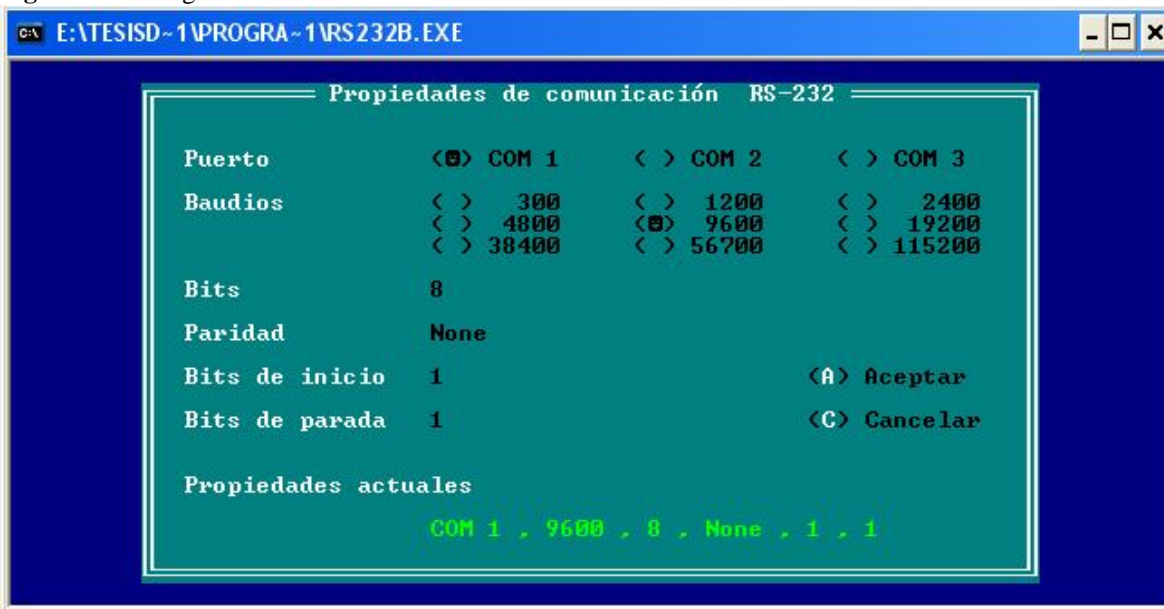 E:\TESISD~1\PROGRA~1\RS232B.EXE
Propiedades de comunicación RS-232
Puerto (☻) COM 1 ( ) COM 2 ( ) COM 3
Baudios ( ) 300 ( ) 1200 ( ) 2400
( ) 4800 (☻) 9600 ( ) 19200
( ) 38400 ( ) 56700 ( ) 115200
Bits 8
Paridad None
Bits de inicio 1 (A) Aceptar
Bits de parada 1 (C) Cancelar
Propiedades actuales
COM 1 , 9600 , 8 , None , 1 , 1